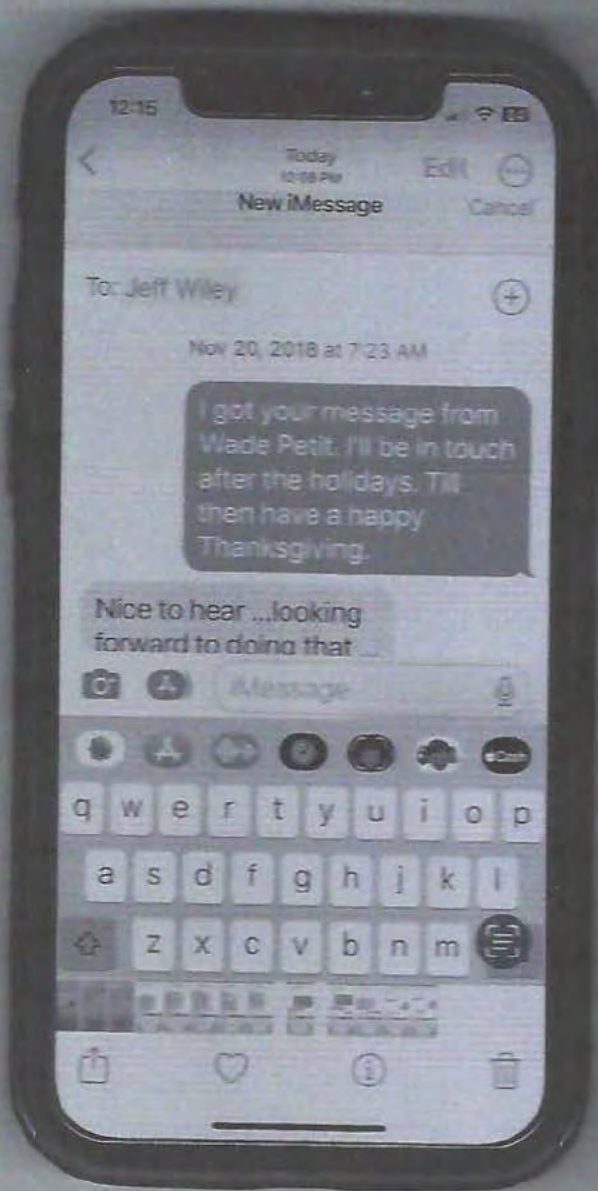 12:15
Today
12:08 PM
Edit
New iMessage
Cancel
To: Jeff Wiley
Nov 20, 2018 at 7:23 AM
I got your message from
Wade Petit. I'll be in touch
after the holidays. Till
then have a happy
Thanksgiving.
Nice to hear ...looking
forward to doing that ...
iMessage
Cash
q w e r t y u i o p
a s d f g h j k l
z x c v b n m